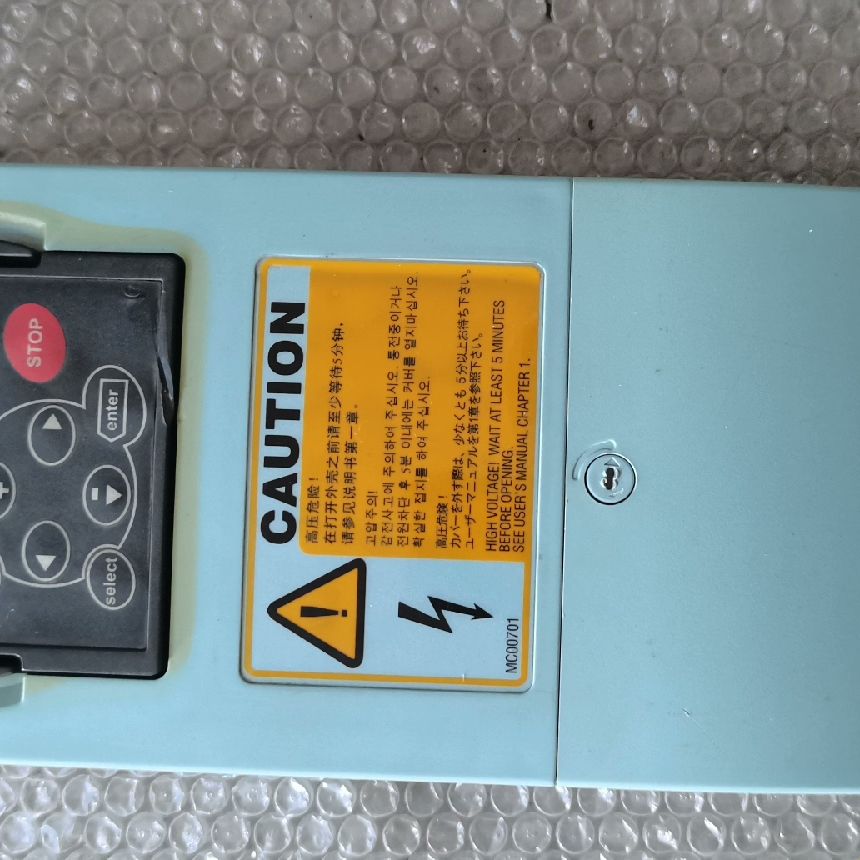 STOP
enter
select
CAUTION
高压危险!
在打开外壳之前请至少等待5分钟,
请参见说明书第一章。
고압주의!
감전사고에 주의하여 주십시오. 통전중이거나
전원차단 후 5분 이내에는 커버를 열지마십시오
확실한 접지를 하여 주십시오.
高圧危険!
カバーを外す際は、少なくとも5分以上お待ち下さい。
ユーザーマニュアルを第1章を参照下さい。
HIGH VOLTAGE! WAIT AT LEAST 5 MINUTES
BEFORE OPENING.
SEE USER'S MANUAL CHAPTER 1.
MC00701